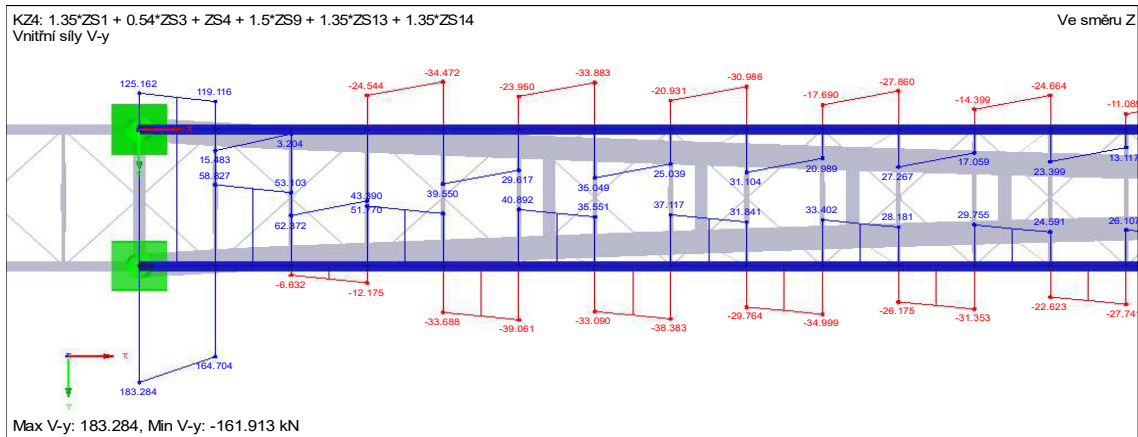 KZ4: 1.35*ZS1 + 0.54*ZS3 + ZS4 + 1.5*ZS9 + 1.35*ZS13 + 1.35*ZS14
Ve směru Z
Vnitřní síly V-y
-34.472 -33.883 -30.986 -27.860 -24.664
125.162 119.116 -24.544 -23.950 -20.931 -17.690 -14.399 -11.089
X
3.204
15.483 29.617 25.039 20.989 17.059 13.117
58.827 53.103 43.390 39.550 35.049 31.104 27.267 23.399
62.372 51.770 40.892 35.551 37.117 31.841 33.402 28.181 29.755 24.591 26.107
-6.632 -12.175
-33.688 -39.061 -33.090 -38.383 -29.764 -34.999 -26.175 -31.353 -22.623 -27.741
X
164.704
183.284
Y
Max V-y: 183.284, Min V-y: -161.913 kN